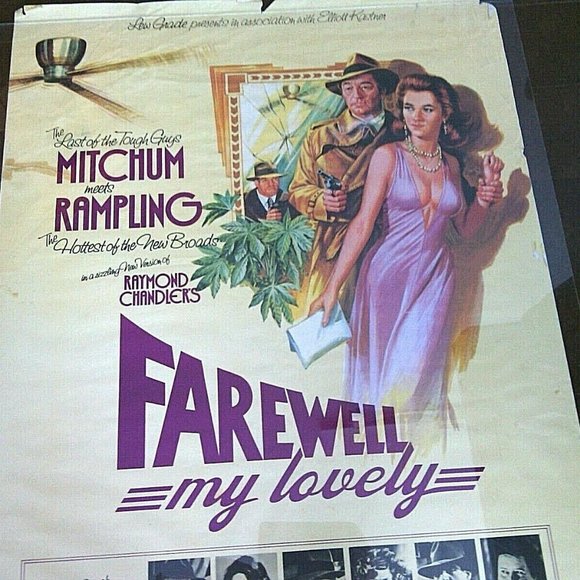 Lew Grade presents in association with Elliott Kastner
The Last of the Tough Guys
MITCHUM
meets
RAMPLING
The Hottest of the New Broads
in a sizzling New Version of
RAYMOND
CHANDLER'S
FAREWELL
my lovely